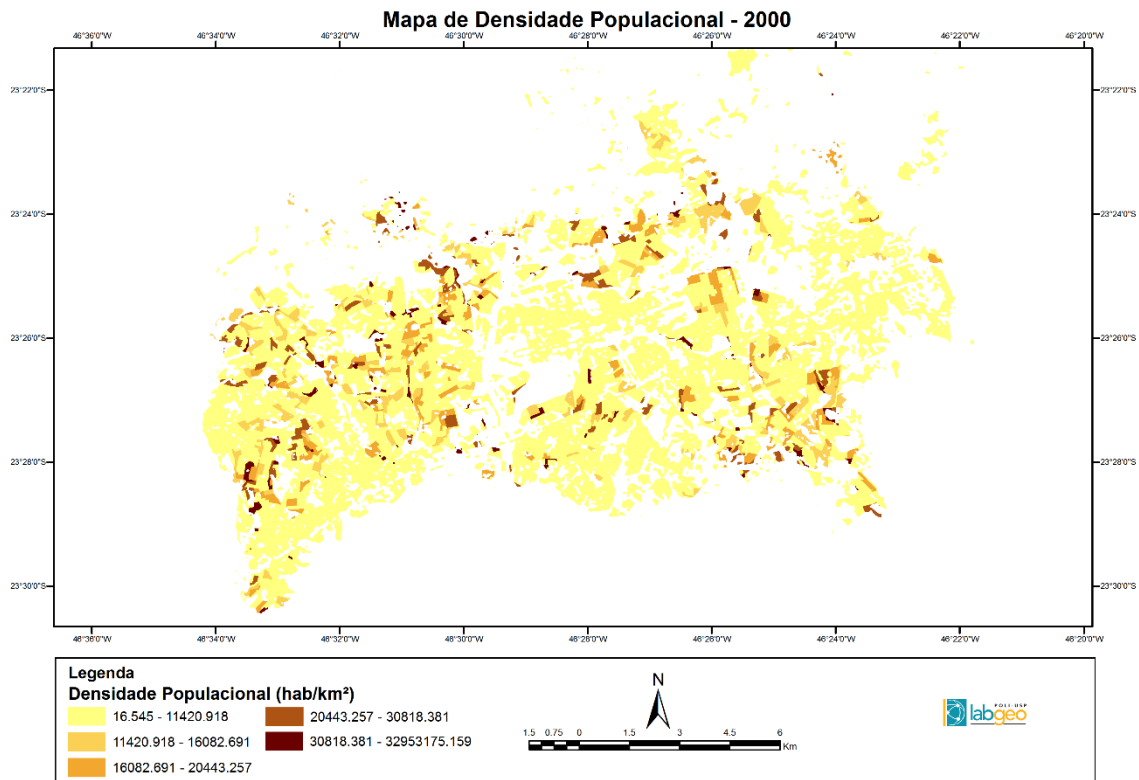 Mapa de Densidade Populacional - 2000
46°36'0"W 46°34'0"W 46°32'0"W 46°30'0"W 46°28'0"W 46°26'0"W 46°24'0"W 46°22'0"W 46°20'0"W
23°22'0"S 23°22'0"S
23°24'0"S 23°24'0"S
23°26'0"S 23°26'0"S
23°28'0"S 23°28'0"S
23°30'0"S 23°30'0"S
46°36'0"W 46°34'0"W 46°32'0"W 46°30'0"W 46°28'0"W 46°26'0"W 46°24'0"W 46°22'0"W 46°20'0"W
Legenda
Densidade Populacional (hab/km²)
16.545 - 11420.918
11420.918 - 16082.691
16082.691 - 20443.257
20443.257 - 30818.381
30818.381 - 32953175.159
N
1.5 0.75 0 1.5 3 4.5 6
Km
POLI-USP
labgeo